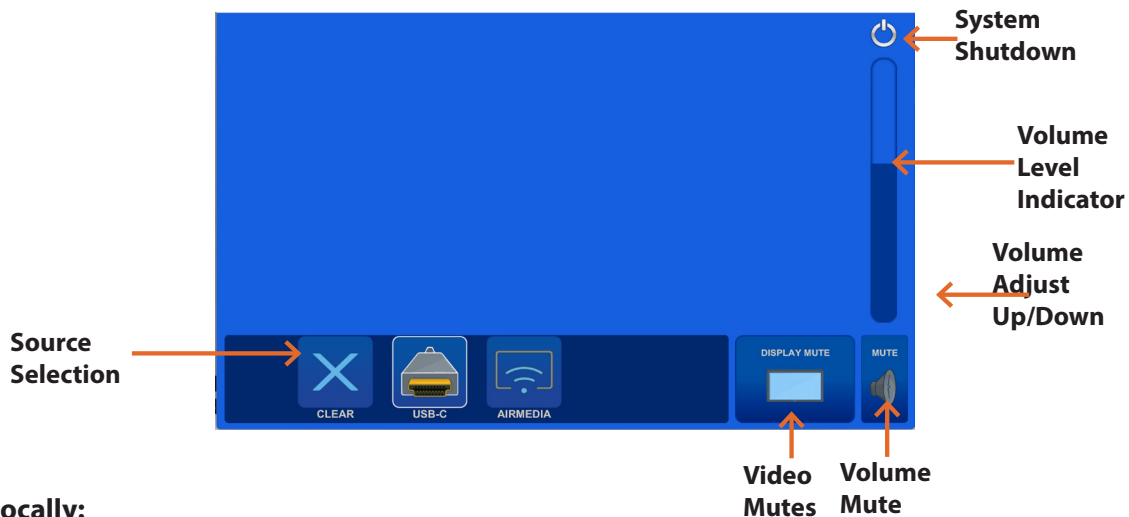 System
Shutdown
Volume
Level
Indicator
Volume
Adjust
Up/Down
Source
Selection
DISPLAY MUTE
MUTE
CLEAR
USB-C
AIRMEDIA
Video
Mutes
Volume
Mute
ocally: